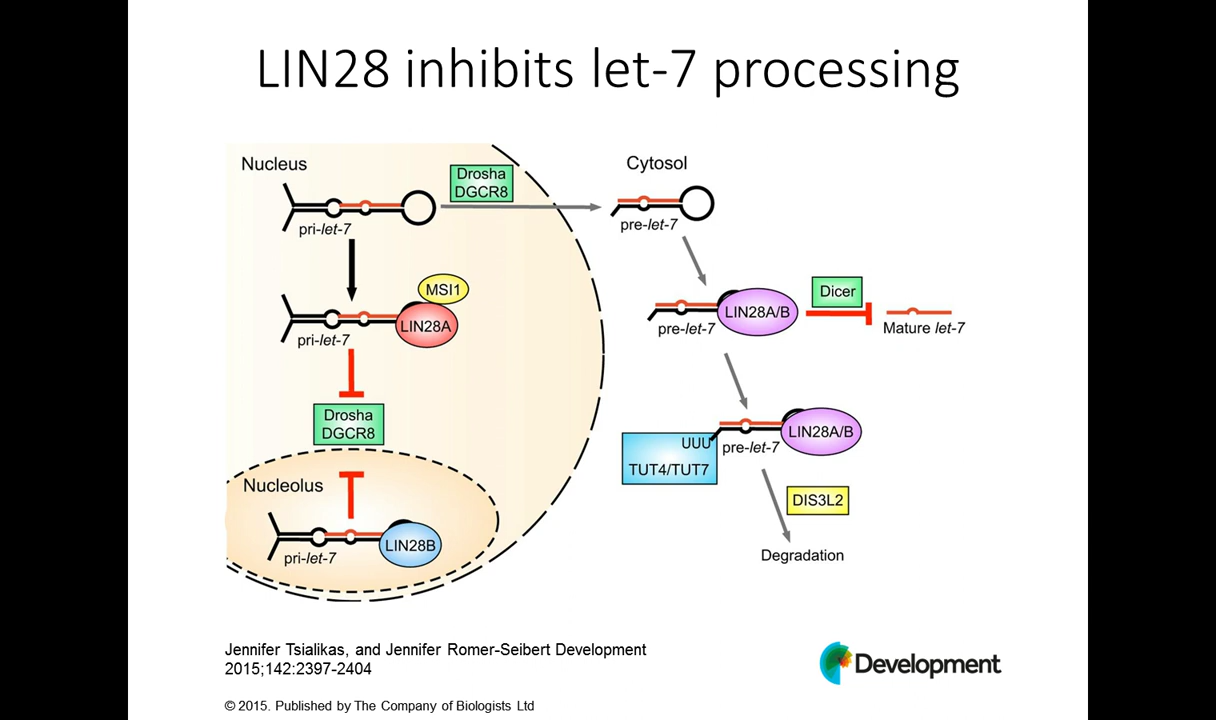 LIN28 inhibits let-7 processing
Nucleus
Drosha
DGCR8
Cytosol
pri-let-7
pre-let-7
MSI1
LIN28A
pri-let-7
LIN28A/B
pre-let-7
Dicer
Mature let-7
Drosha
DGCR8
UUU
TUT4/TUT7
pre-let-7
LIN28A/B
Nucleolus
pri-let-7
LIN28B
DIS3L2
Degradation
Jennifer Tsialikas, and Jennifer Romer-Seibert Development
2015;142:2397-2404
Development
© 2015. Published by The Company of Biologists Ltd